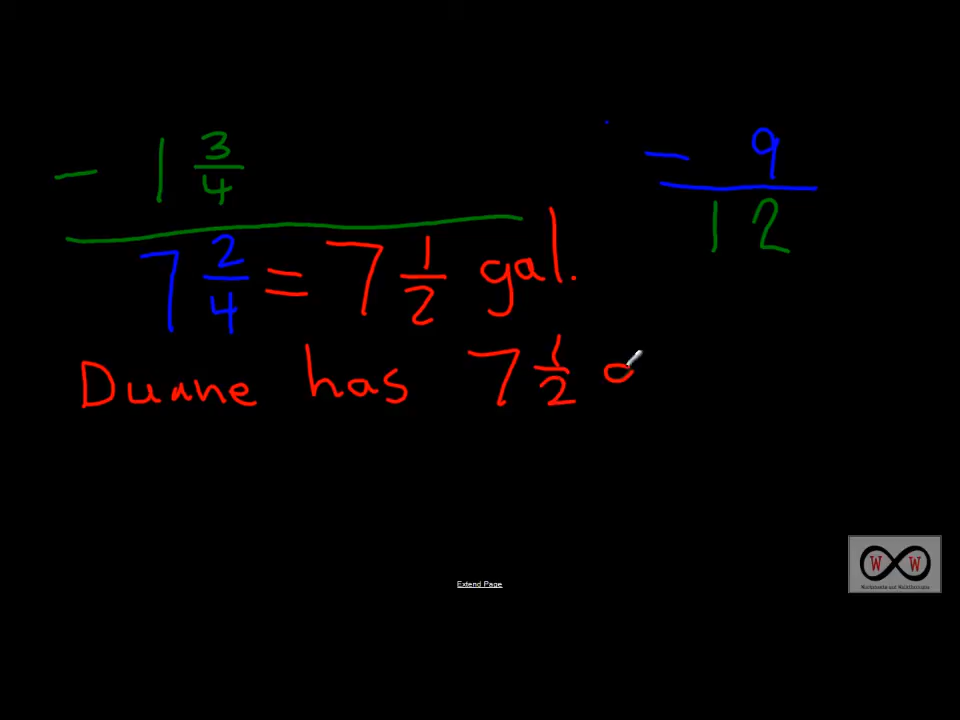 - 1 3/4
- 9
12
7 2/4 = 7 1/2 gal.
Duane has 7 1/2
Extend Page
W W